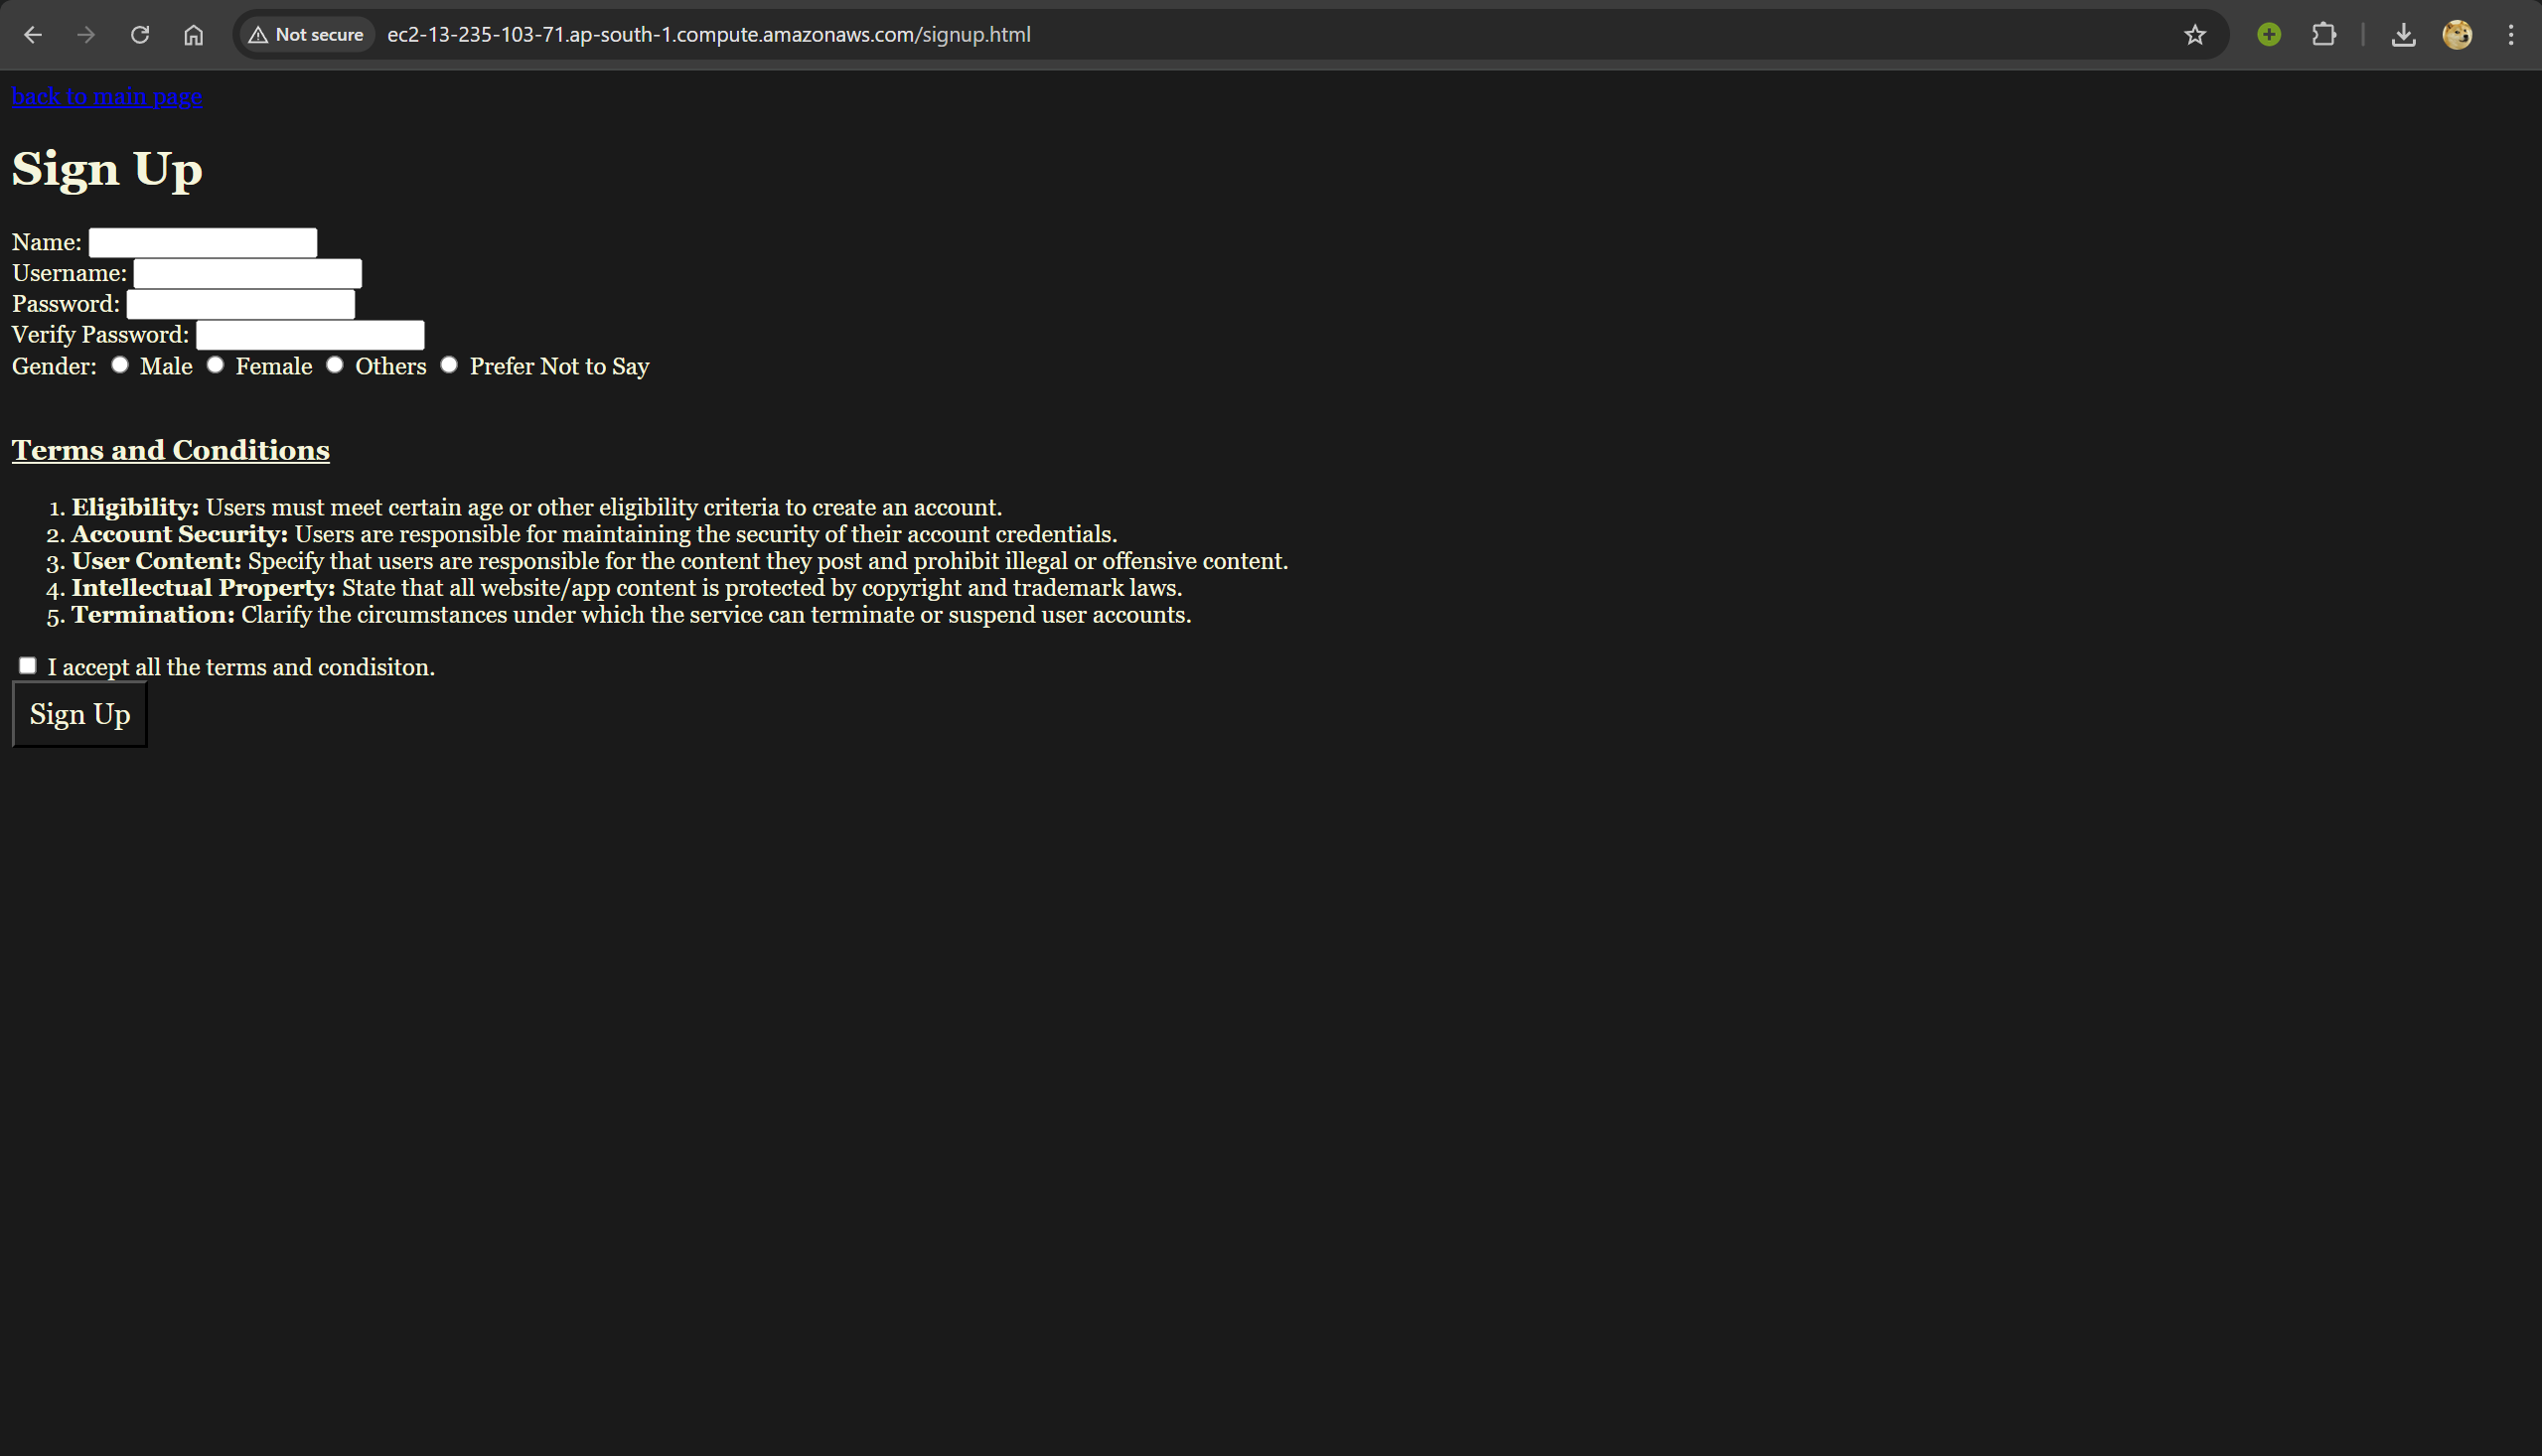 Not secure ec2-13-235-103-71.ap-south-1.compute.amazonaws.com/signup.html
back to main page
Sign Up
Name:
Username:
Password:
Verify Password:
Gender: Male Female Others Prefer Not to Say
Terms and Conditions
1. Eligibility: Users must meet certain age or other eligibility criteria to create an account.
2. Account Security: Users are responsible for maintaining the security of their account credentials.
3. User Content: Specify that users are responsible for the content they post and prohibit illegal or offensive content.
4. Intellectual Property: State that all website/app content is protected by copyright and trademark laws.
5. Termination: Clarify the circumstances under which the service can terminate or suspend user accounts.
I accept all the terms and condisiton.
Sign Up